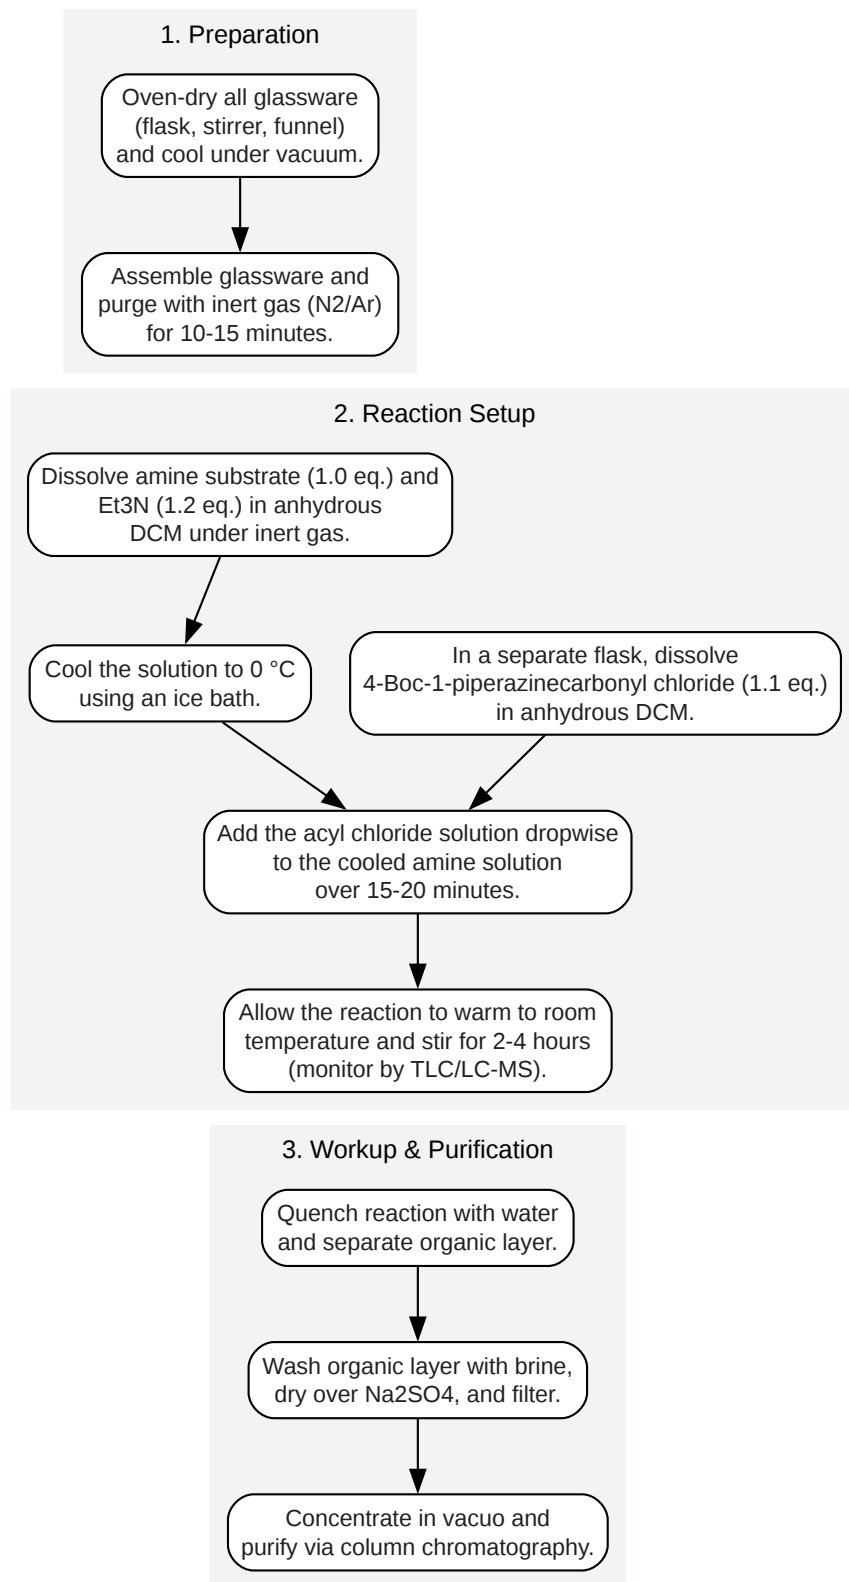 1. Preparation
Oven-dry all glassware
(flask, stirrer, funnel)
and cool under vacuum.
Assemble glassware and
purge with inert gas (N2/Ar)
for 10-15 minutes.
2. Reaction Setup
Dissolve amine substrate (1.0 eq.) and
Et3N (1.2 eq.) in anhydrous
DCM under inert gas.
Cool the solution to 0 °C
using an ice bath.
In a separate flask, dissolve
4-Boc-1-piperazinecarbonyl chloride (1.1 eq.)
in anhydrous DCM.
Add the acyl chloride solution dropwise
to the cooled amine solution
over 15-20 minutes.
Allow the reaction to warm to room
temperature and stir for 2-4 hours
(monitor by TLC/LC-MS).
3. Workup & Purification
Quench reaction with water
and separate organic layer.
Wash organic layer with brine,
dry over Na2SO4, and filter.
Concentrate in vacuo and
purify via column chromatography.